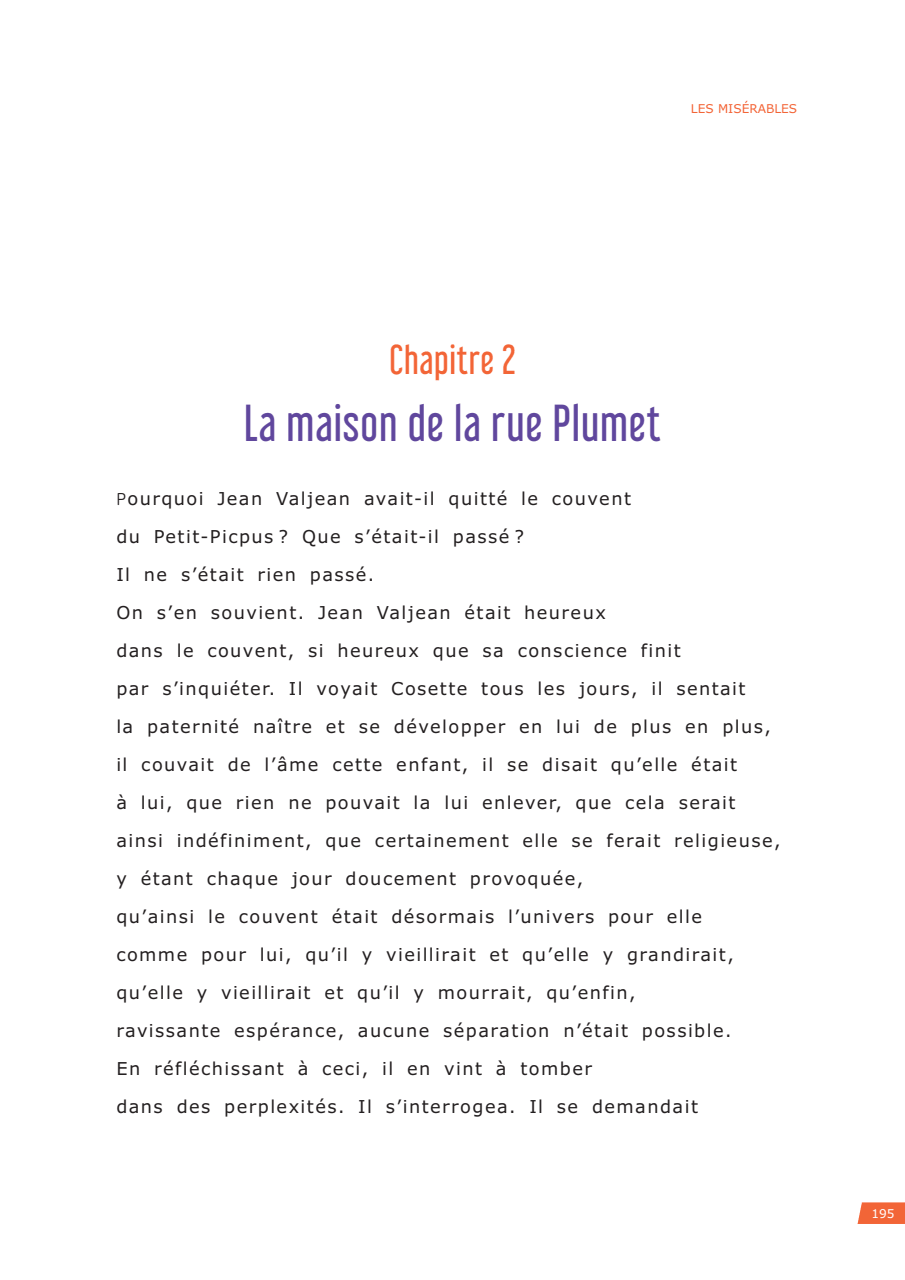 LES MISÉRABLES
Chapitre 2
La maison de la rue Plumet
Pourquoi Jean Valjean avait-il quitté le couvent
du Petit-Picpus ? Que s’était-il passé ?
Il ne s’était rien passé.
On s’en souvient. Jean Valjean était heureux
dans le couvent, si heureux que sa conscience finit
par s’inquiéter. Il voyait Cosette tous les jours, il sentait
la paternité naître et se développer en lui de plus en plus,
il couvait de l’âme cette enfant, il se disait qu’elle était
à lui, que rien ne pouvait la lui enlever, que cela serait
ainsi indéfiniment, que certainement elle se ferait religieuse,
y étant chaque jour doucement provoquée,
qu’ainsi le couvent était désormais l’univers pour elle
comme pour lui, qu’il y vieillirait et qu’elle y grandirait,
qu’elle y vieillirait et qu’il y mourrait, qu’enfin,
ravissante espérance, aucune séparation n’était possible.
En réfléchissant à ceci, il en vint à tomber
dans des perplexités. Il s’interrogea. Il se demandait
195